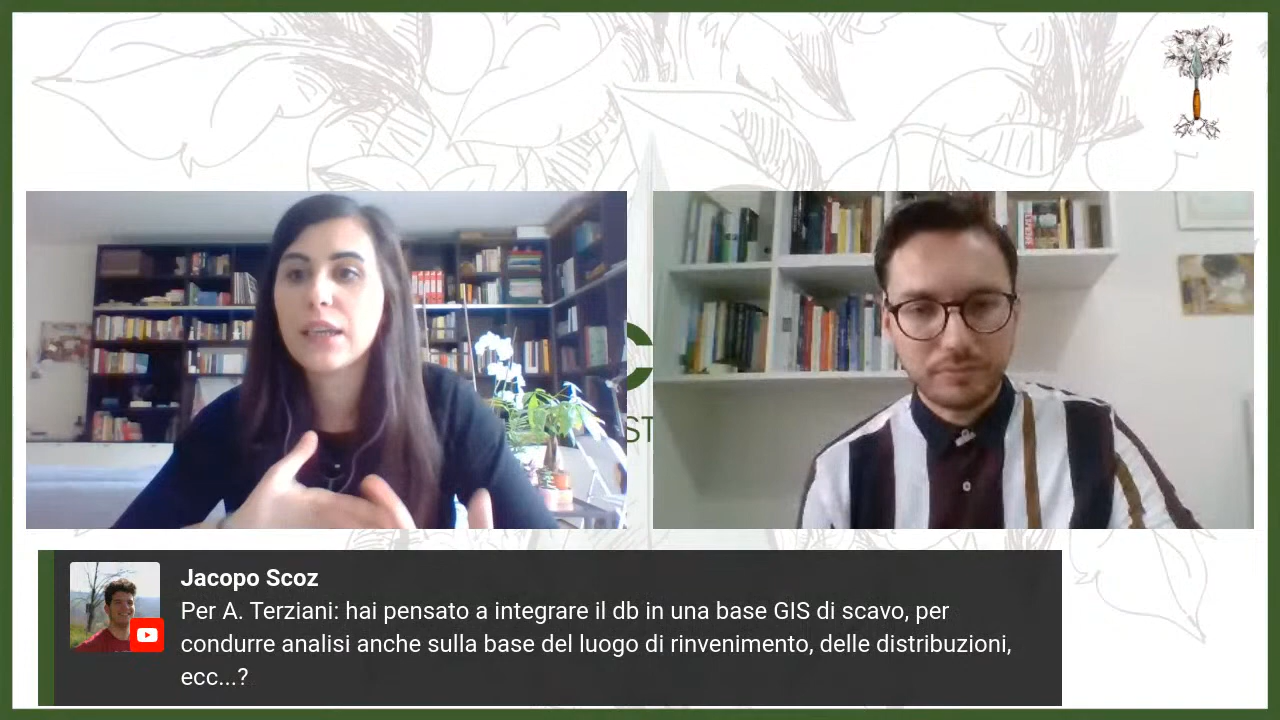 C
ST
Jacopo Scoz
Per A. Terziani: hai pensato a integrare il db in una base GIS di scavo, per
condurre analisi anche sulla base del luogo di rinvenimento, delle distribuzioni,
ecc...?